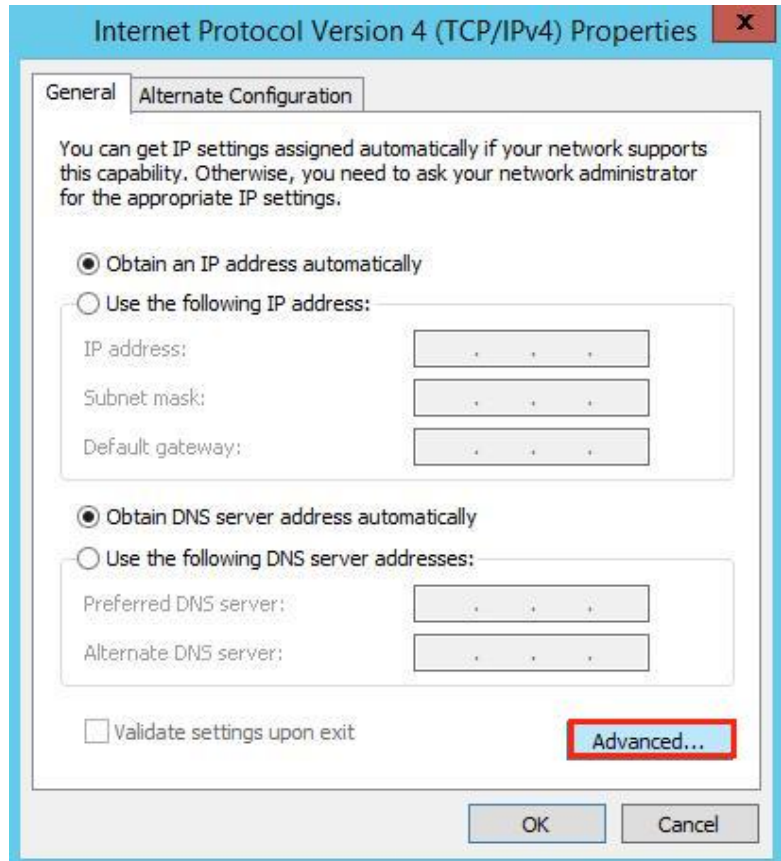 Internet Protocol Version 4 (TCP/IPv4) Properties
x
General
Alternate Configuration
You can get IP settings assigned automatically if your network supports
this capability. Otherwise, you need to ask your network administrator
for the appropriate IP settings.
Obtain an IP address automatically
Use the following IP address:
IP address:
. . .
Subnet mask:
. . .
Default gateway:
. . .
Obtain DNS server address automatically
Use the following DNS server addresses:
Preferred DNS server:
. . .
Alternate DNS server:
. . .
Validate settings upon exit
Advanced...
OK
Cancel